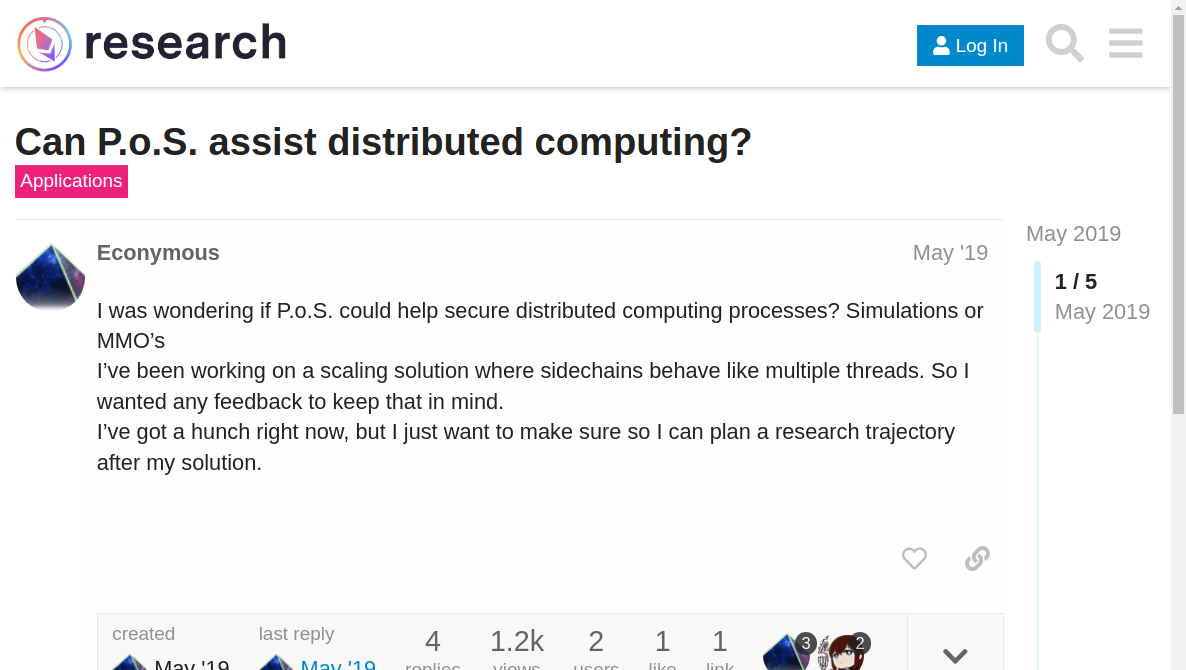 research
Log In
Can P.o.S. assist distributed computing?
Applications
Econymous
May '19
I was wondering if P.o.S. could help secure distributed computing processes? Simulations or
MMO’s
I’ve been working on a scaling solution where sidechains behave like multiple threads. So I
wanted any feedback to keep that in mind.
I’ve got a hunch right now, but I just want to make sure so I can plan a research trajectory
after my solution.
May 2019
1 / 5
May 2019
created
last reply
4
1.2k
2
1
1
3
2
May '19
May '19
replies
views
users
like
link